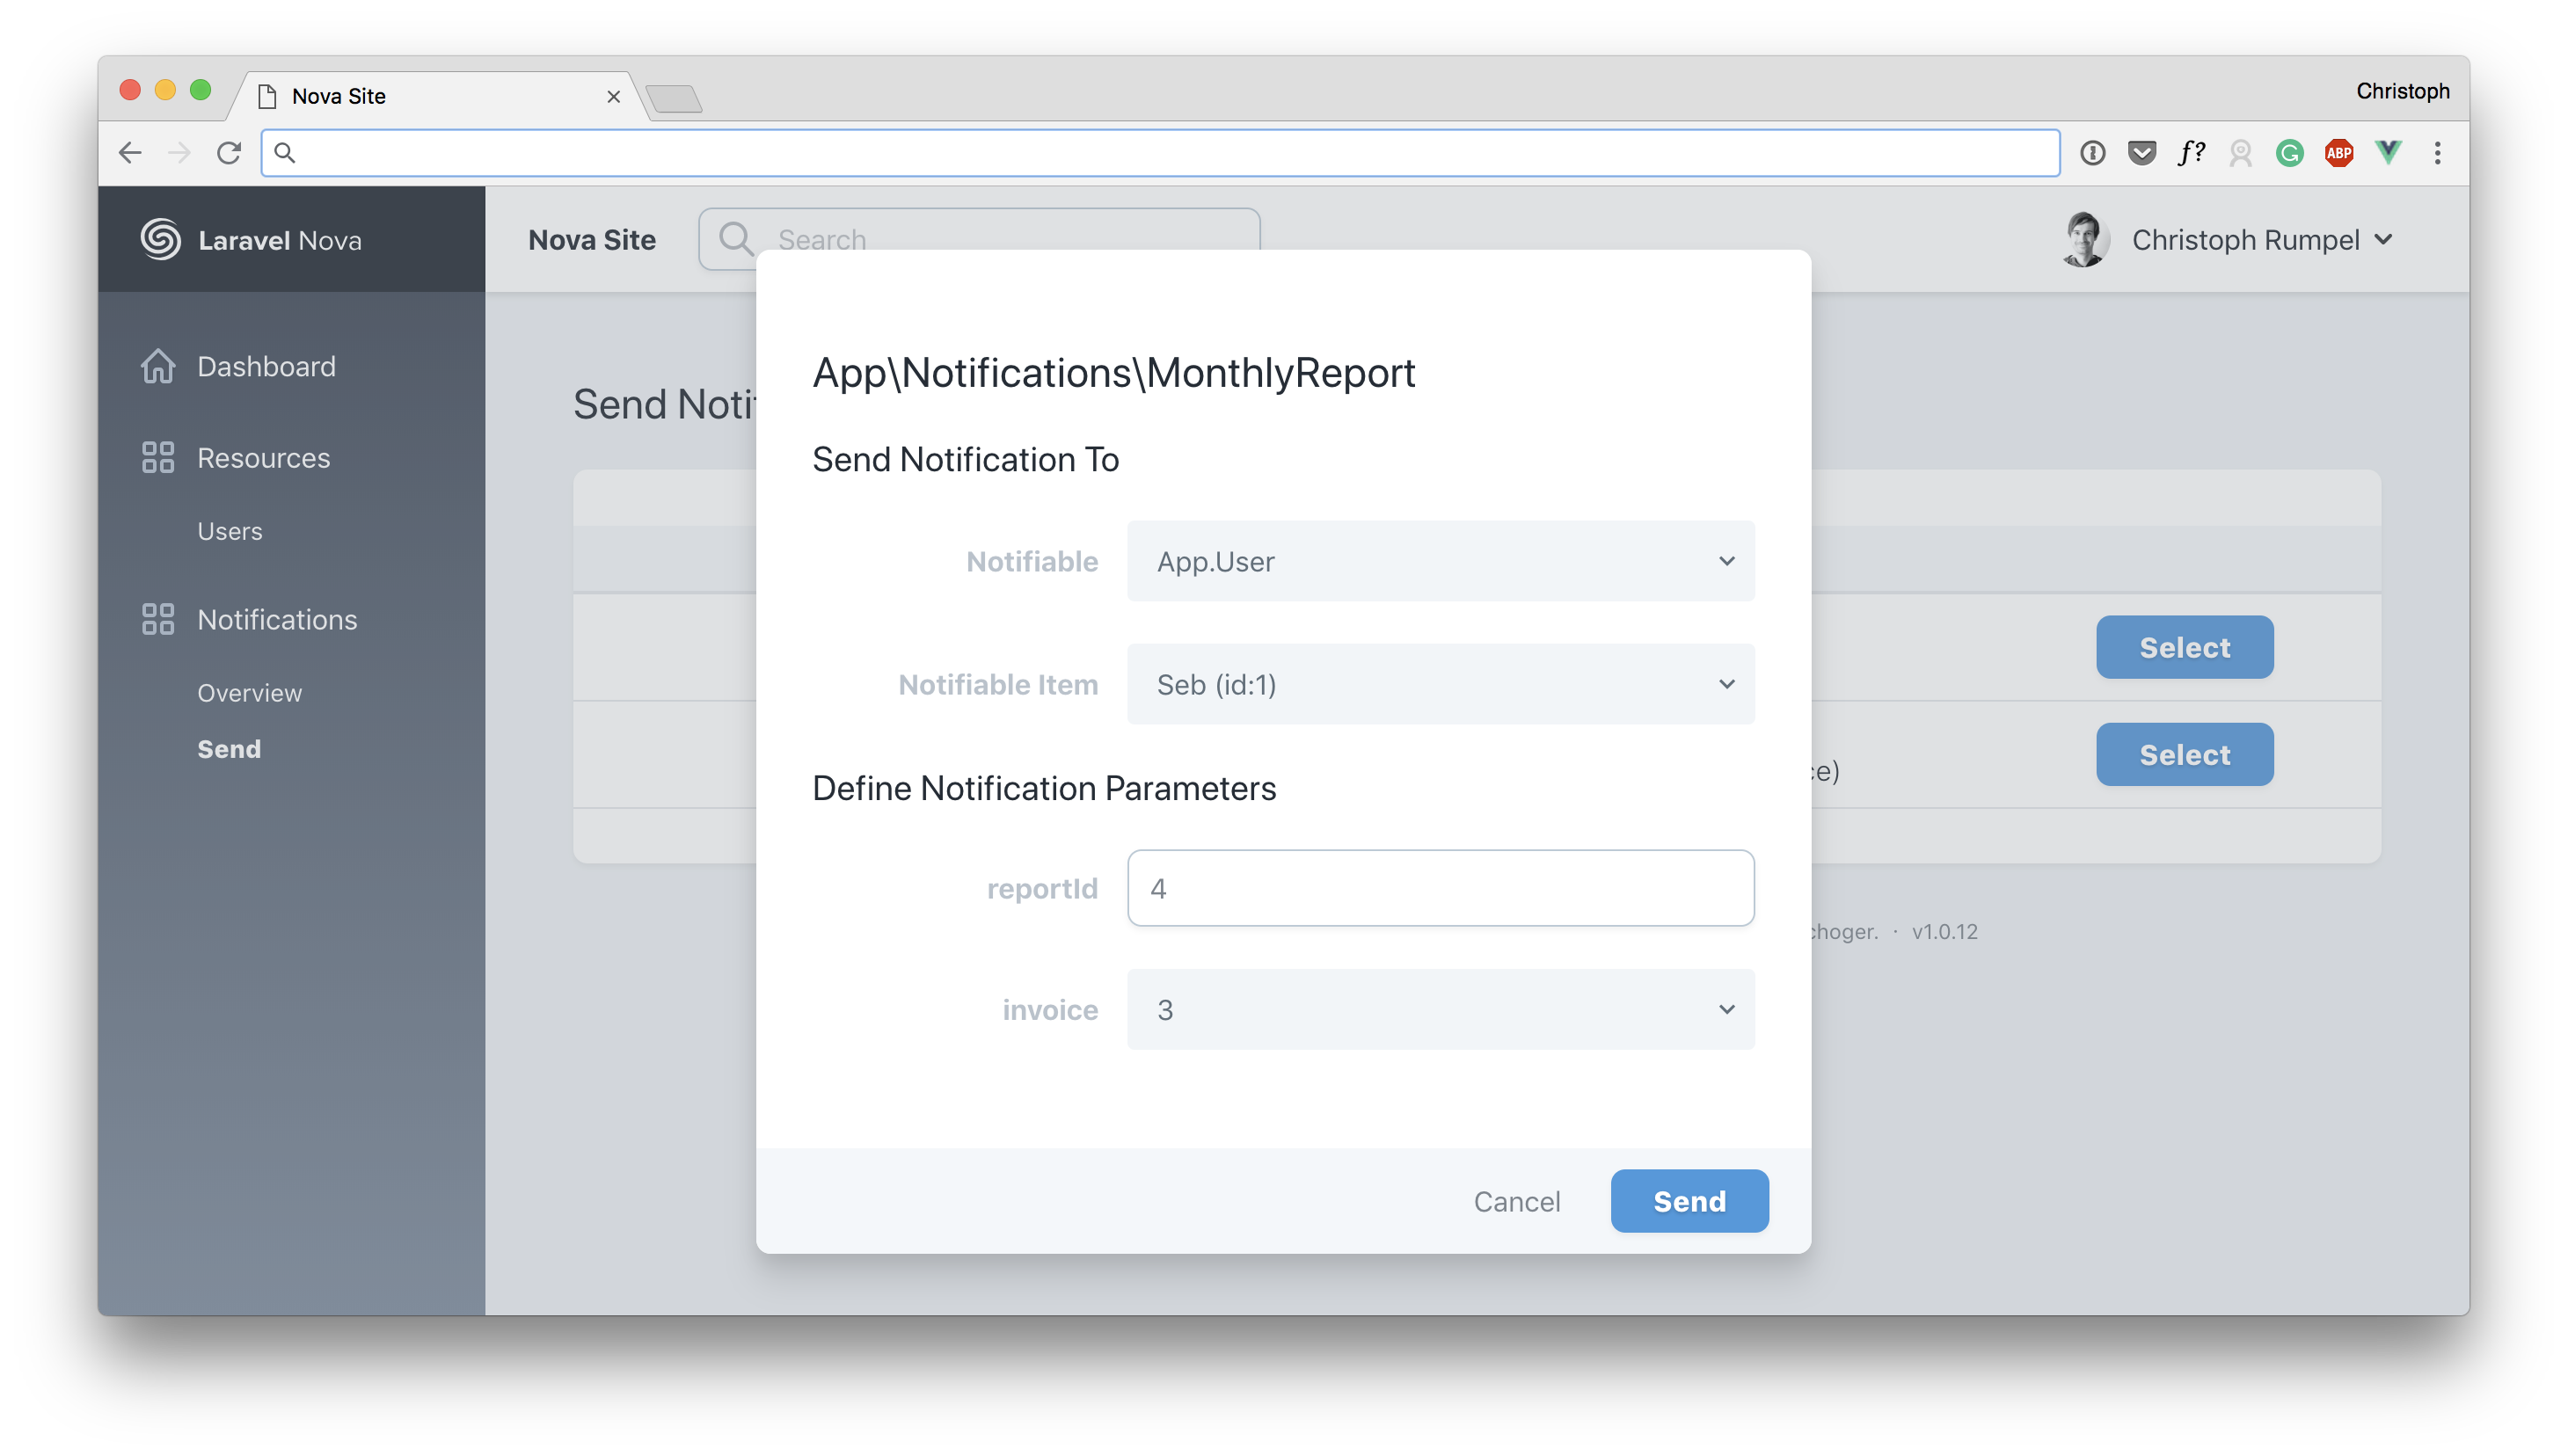 Nova Site
Christoph
f?
ABP
Laravel Nova
Nova Site
Search
Christoph Rumpel
Dashboard
Resources
Users
Notifications
Overview
Send
Send
App\Notifications\MonthlyReport
Send Notification To
Notifiable
App.User
Notifiable Item
Seb (id:1)
Define Notification Parameters
reportId
4
invoice
3
Cancel
Send
Select
Select
v1.0.12